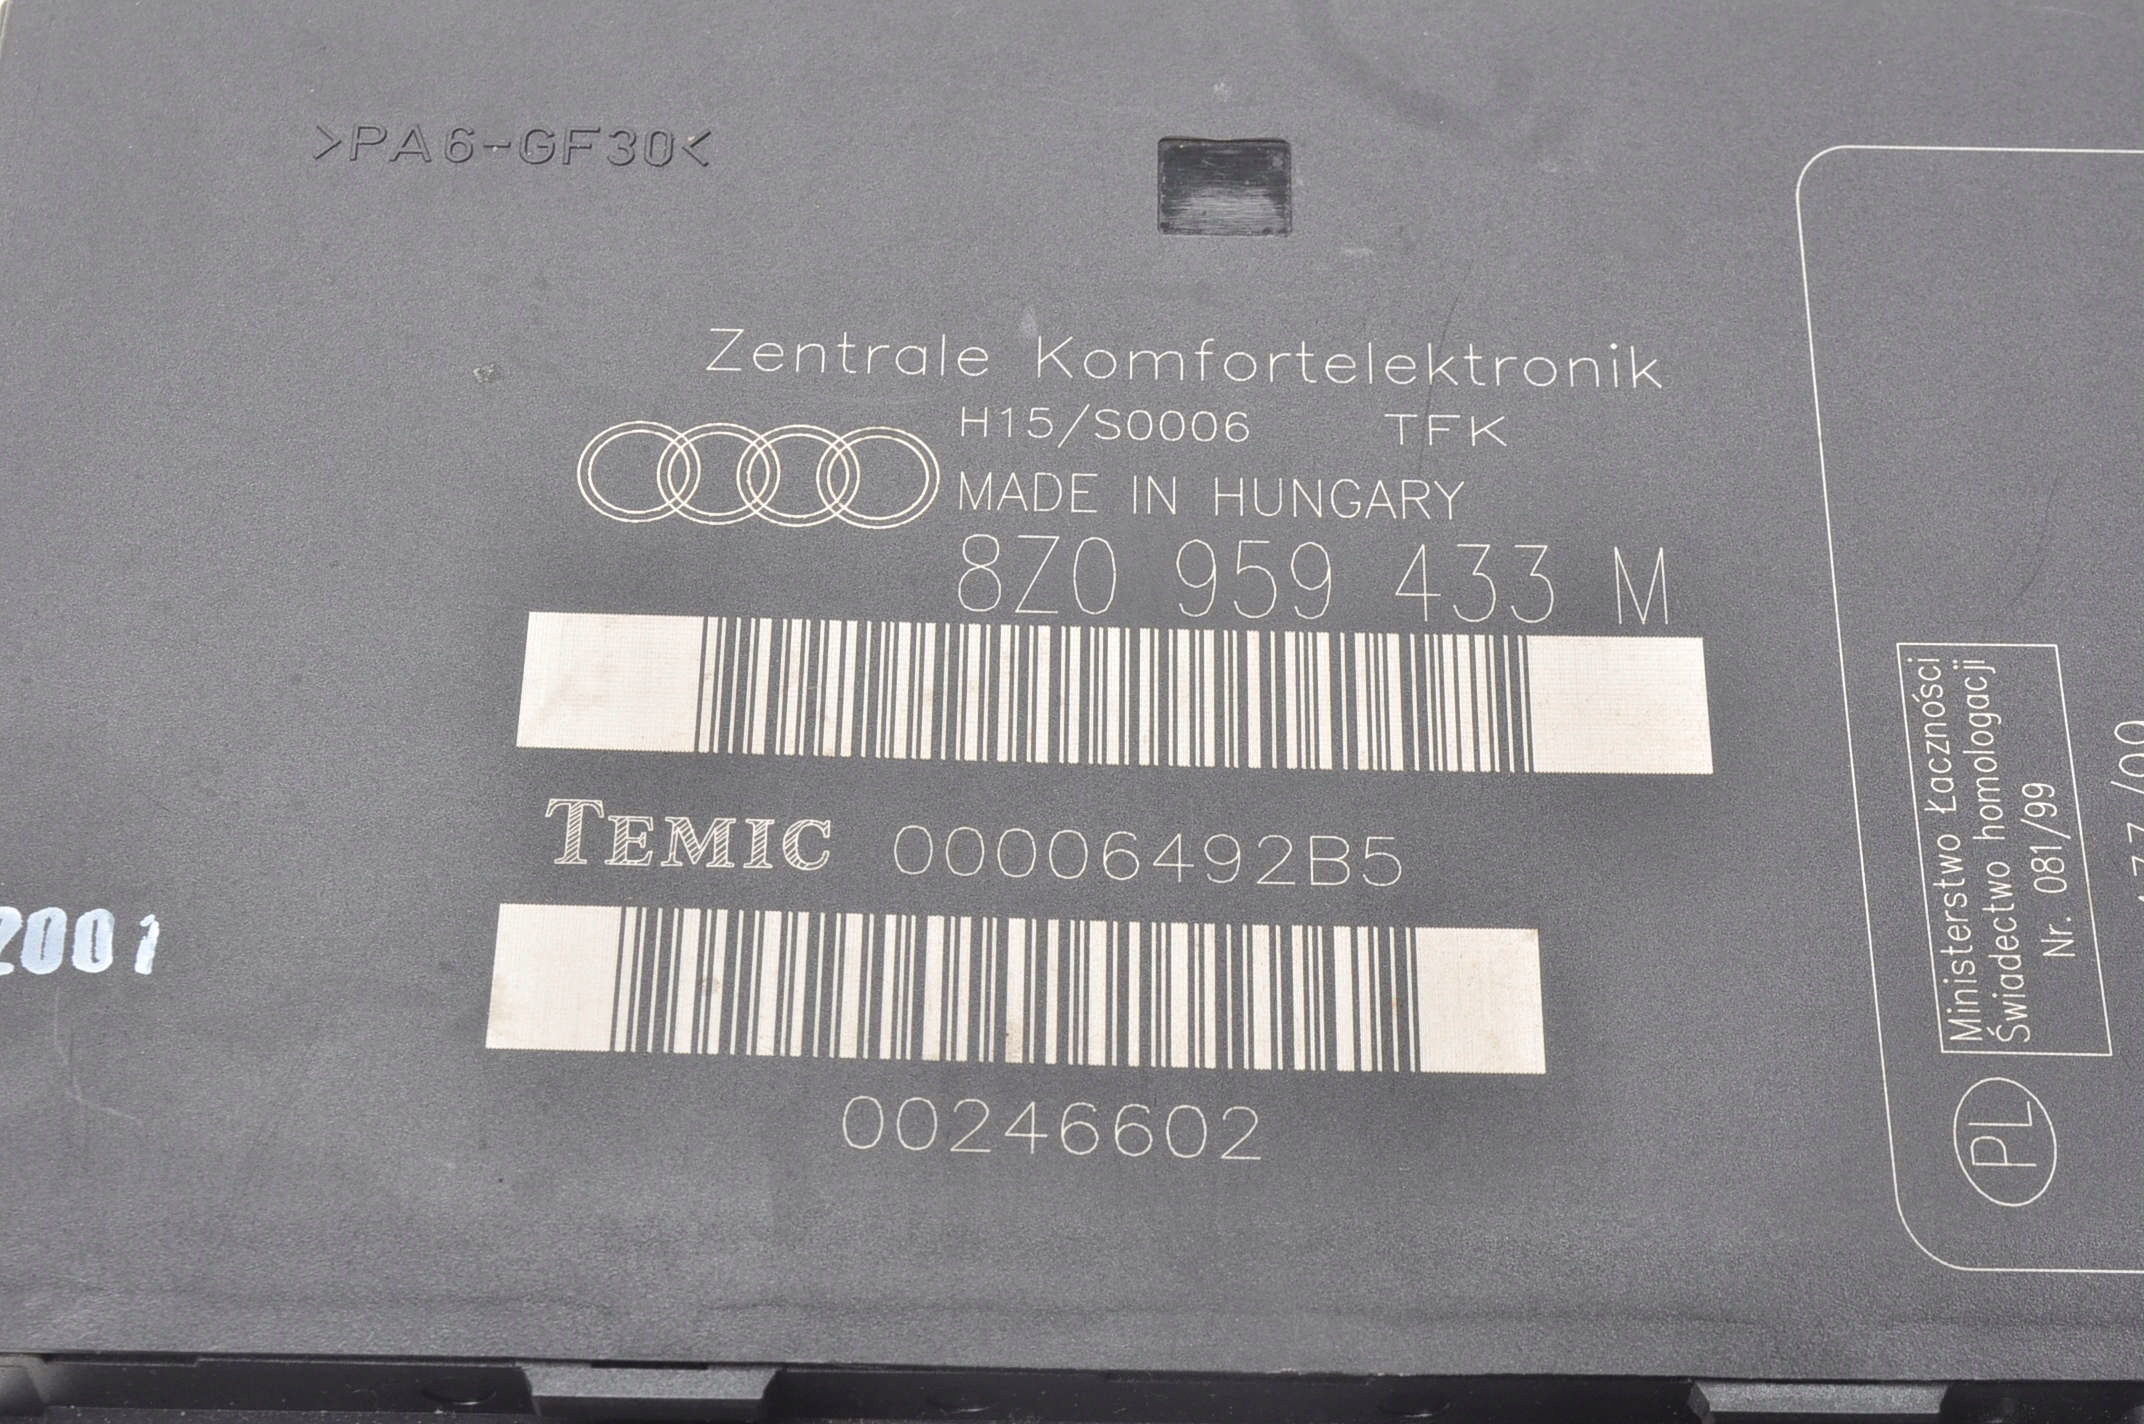 >PA6-GF30<
Zentrale Komfortelektronik
H15/S0006 TFK
MADE IN HUNGARY
8Z0 959 433 M
TEMIC 00006492B5
00246602
2001
Ministerstwo Łączności
Świadectwo homologacji
Nr. 081/99
PL